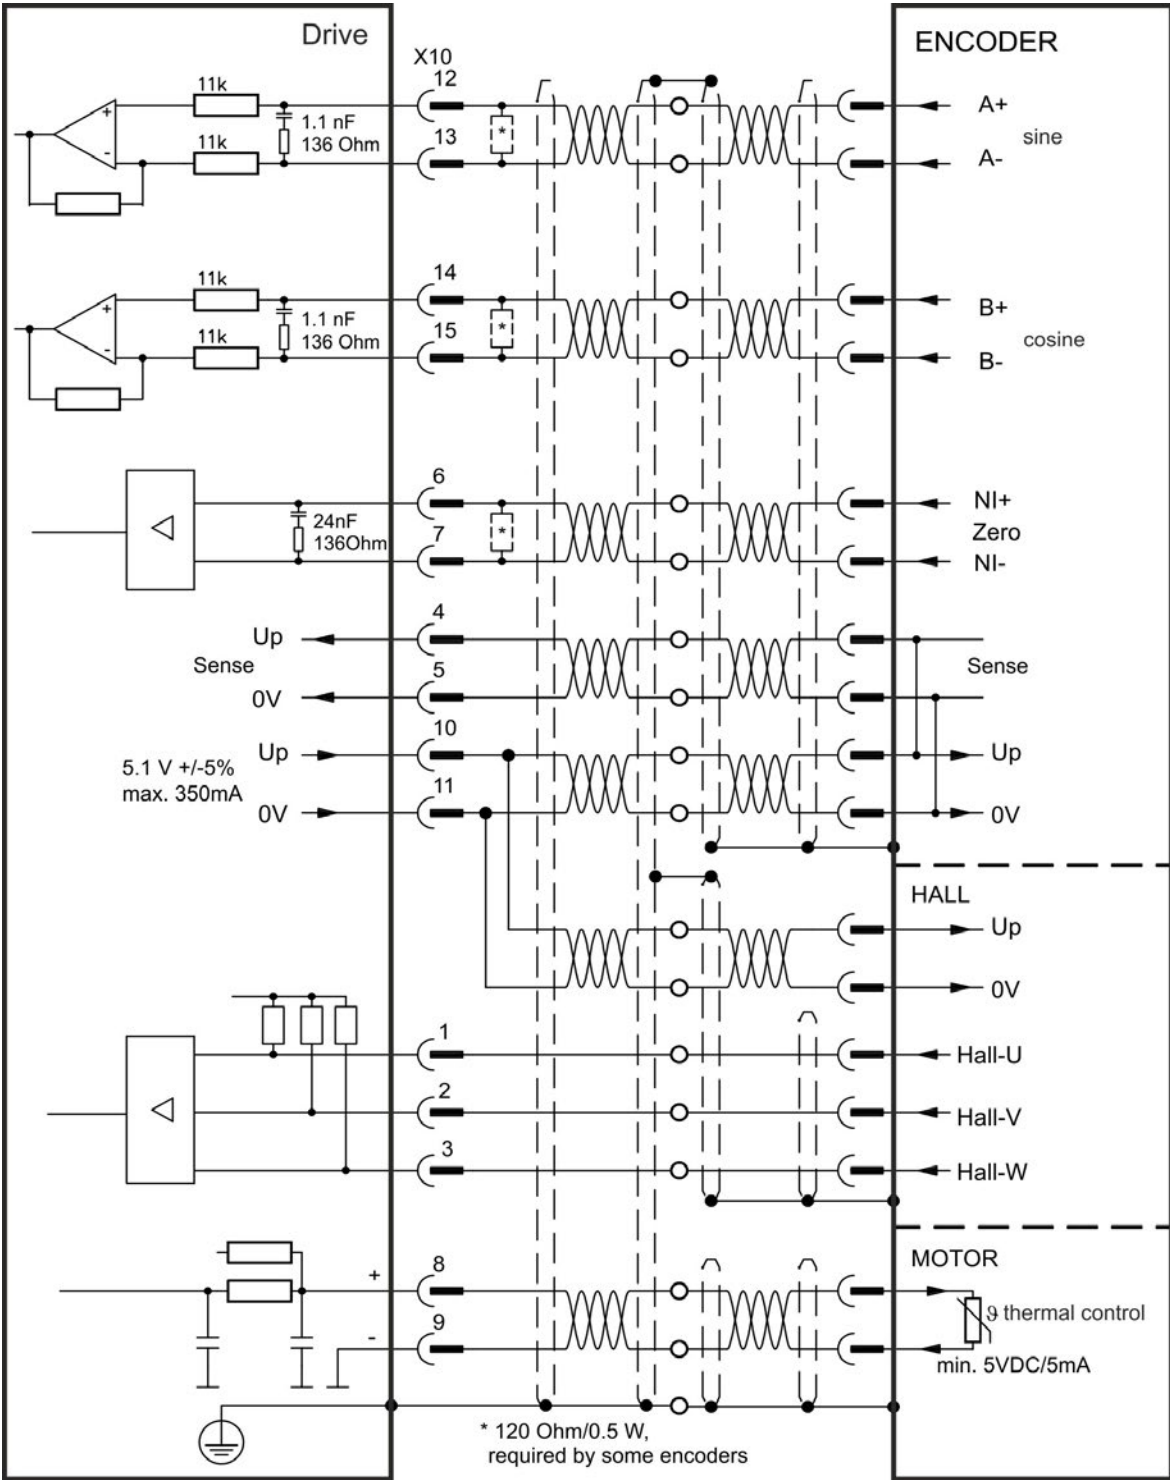 Drive
X10
ENCODER
11k
12
A+
1.1 nF
136 Ohm
*
sine
11k
13
A-
11k
14
B+
1.1 nF
136 Ohm
*
cosine
11k
15
B-
6
NI+
24nF
136Ohm
*
Zero
7
NI-
Up
4
Sense
Sense
0V
5
Up
10
Up
5.1 V +/-5%
max. 350mA
0V
11
0V
HALL
Up
0V
1
Hall-U
2
Hall-V
3
Hall-W
MOTOR
+
8
ϑ thermal control
-
9
min. 5VDC/5mA
* 120 Ohm/0.5 W,
required by some encoders
+
-
+
-